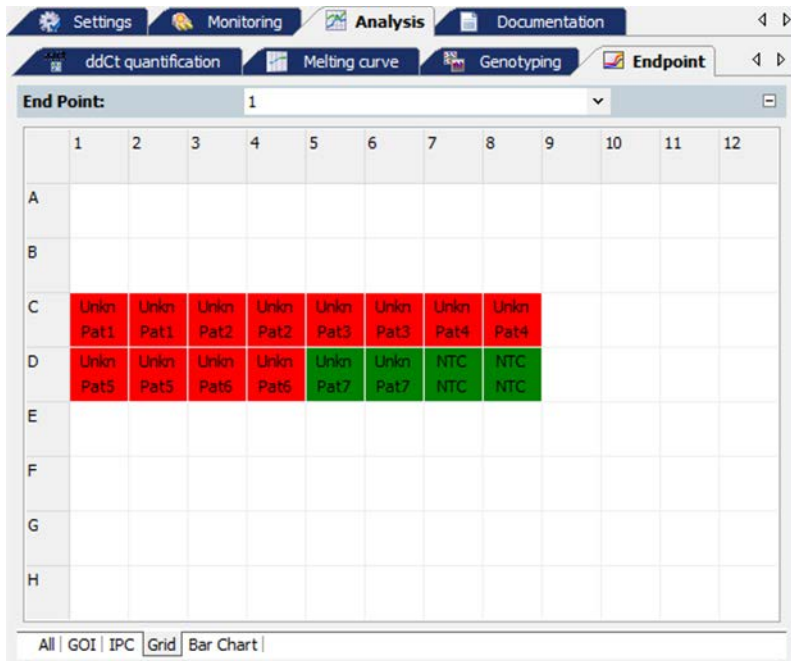 Settings Monitoring Analysis Documentation
ddCt quantification Melting curve Genotyping Endpoint
End Point: 1
1 2 3 4 5 6 7 8 9 10 11 12
A
B
C Unkn Unkn Unkn Unkn Unkn Unkn Unkn Unkn
Pat1 Pat1 Pat2 Pat2 Pat3 Pat3 Pat4 Pat4
D Unkn Unkn Unkn Unkn Unkn Unkn NTC NTC
Pat5 Pat5 Pat6 Pat6 Pat7 Pat7 NTC NTC
E
F
G
H
All | GOI | IPC | Grid | Bar Chart |